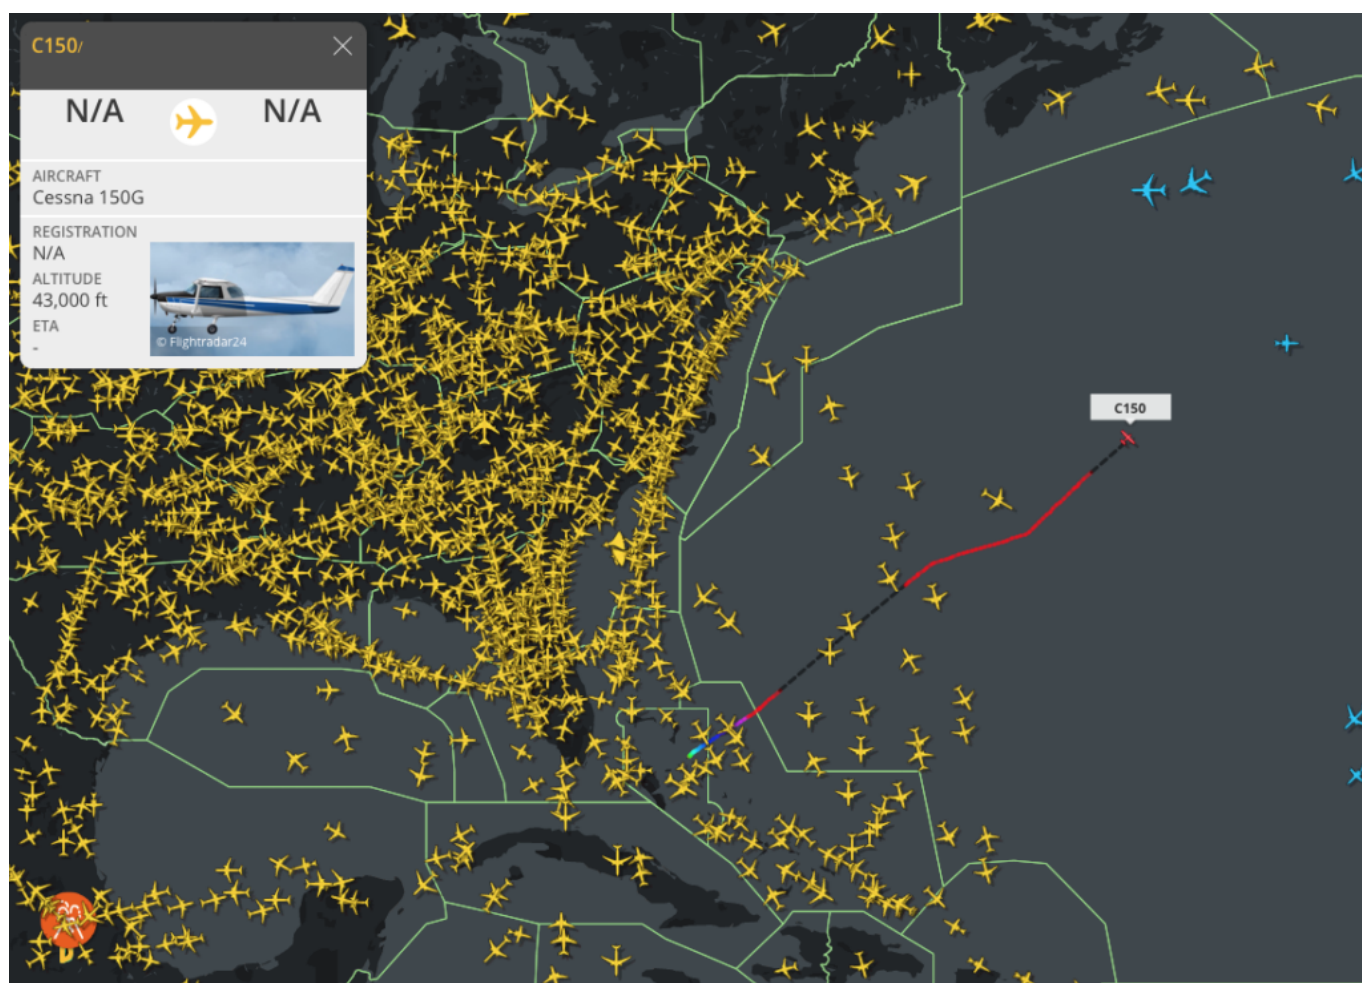 C150/
N/A
N/A
AIRCRAFT
Cessna 150G
REGISTRATION
N/A
ALTITUDE
43,000 ft
ETA
-
© Flightradar24
C150